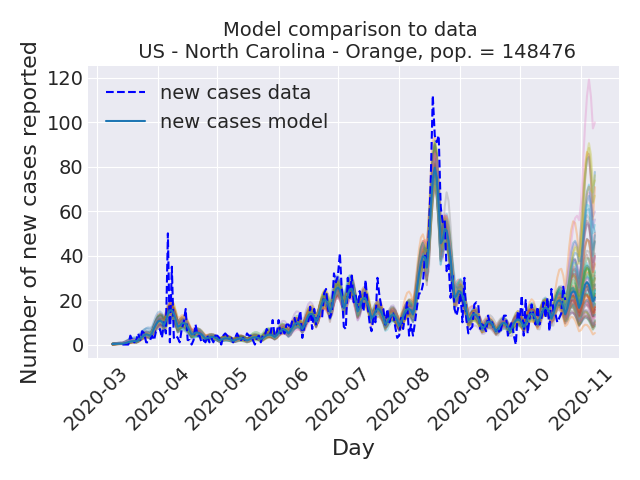 Model comparison to data
US - North Carolina - Orange, pop. = 148476
Number of new cases reported
120
100
80
60
40
20
0
new cases data
new cases model
2020-03
2020-04
2020-05
2020-06
2020-07
2020-08
2020-09
2020-10
2020-11
Day